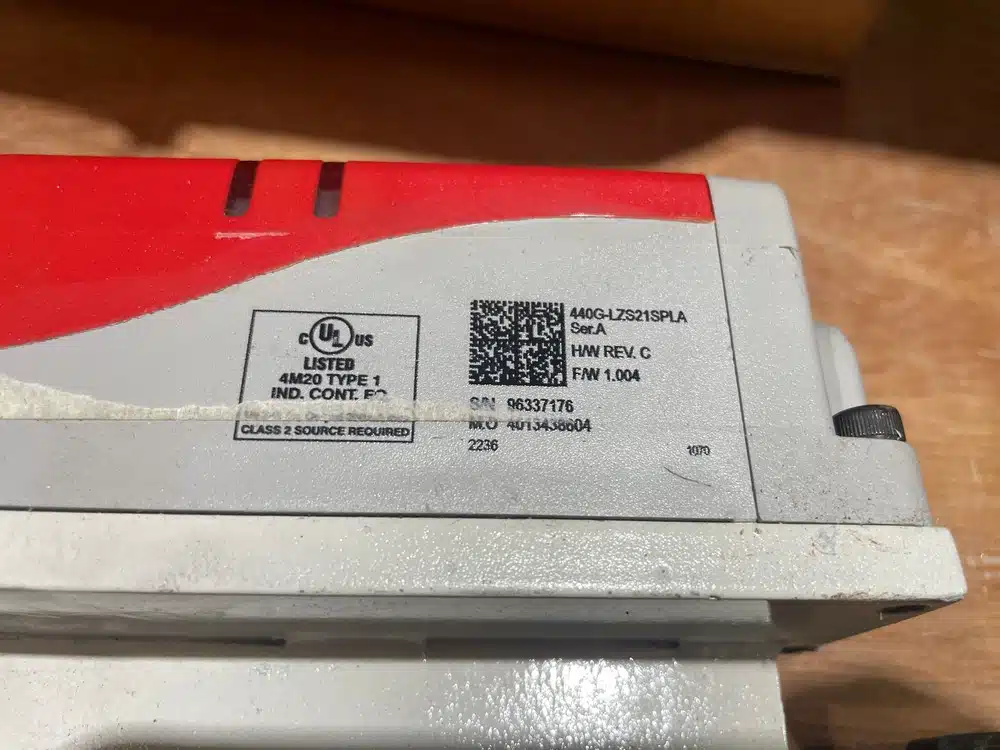 c UL US
LISTED
4M20 TYPE 1
IND. CONT.
CLASS 2 SOURCE REQUIRED
440G-LZS21SPLA
Ser.A
H/W REV. C
F/W 1.004
S/N 96337176
M.O 4013438604
2236
1070